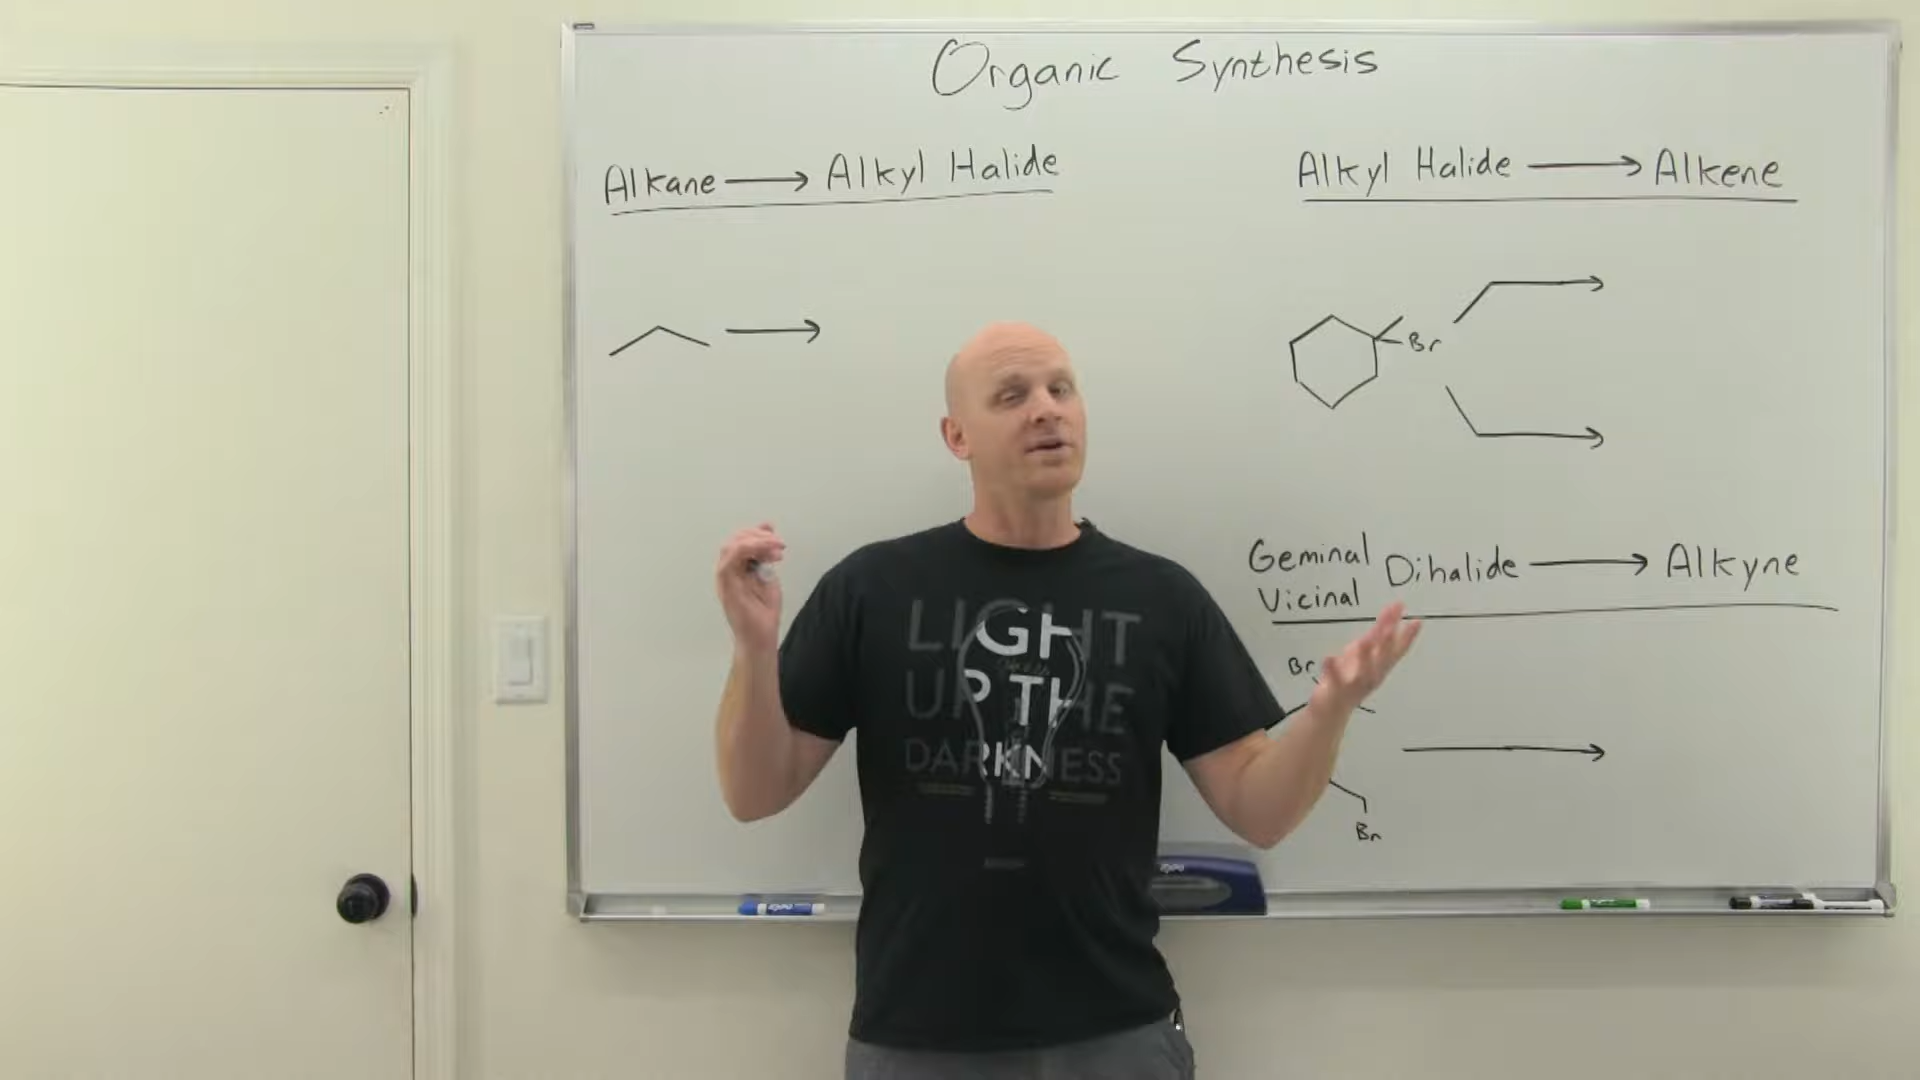 Organic Synthesis
Alkane → Alkyl Halide
Alkyl Halide → Alkene
Br
Geminal
Vicinal
Dihalide → Alkyne
Br
Br
LIGHT
UP THE
DARKNESS
EXPO